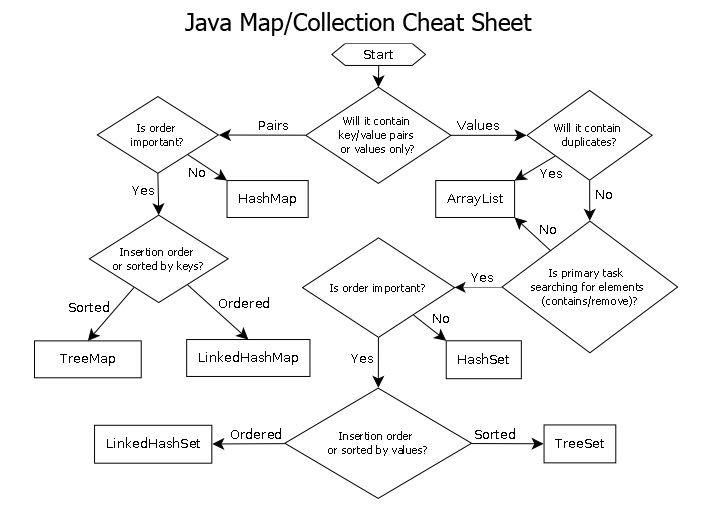 Java Map/Collection Cheat Sheet
Start
Will it contain
key/value pairs
or values only?
Pairs
Values
Is order
important?
Will it contain
duplicates?
No
Yes
HashMap
Yes
ArrayList
No
No
Insertion order
or sorted by keys?
Is primary task
searching for elements
(contains/remove)?
Yes
Is order important?
Sorted
Ordered
No
TreeMap
LinkedHashMap
HashSet
Yes
Insertion order
or sorted by values?
Ordered
Sorted
LinkedHashSet
TreeSet